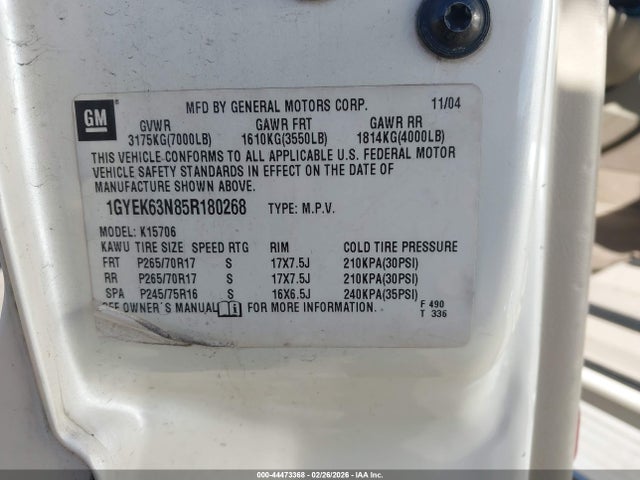 GM
MFD BY GENERAL MOTORS CORP. 11/04
GVWR GAWR FRT GAWR RR
3175KG(7000LB) 1610KG(3550LB) 1814KG(4000LB)
THIS VEHICLE CONFORMS TO ALL APPLICABLE U.S. FEDERAL MOTOR
VEHICLE SAFETY STANDARDS IN EFFECT ON THE DATE OF
MANUFACTURE SHOWN ABOVE.
1GYEK63N85R180268 TYPE: M.P.V.
MODEL: K15706
KAWU TIRE SIZE SPEED RTG RIM COLD TIRE PRESSURE
FRT P265/70R17 S 17X7.5J 210KPA(30PSI)
RR P265/70R17 S 17X7.5J 210KPA(30PSI)
SPA P245/75R16 S 16X6.5J 240KPA(35PSI)
SEE OWNER'S MANUAL FOR MORE INFORMATION.
F 490
T 336
000-44473368 - 02/26/2026 - IAA Inc.